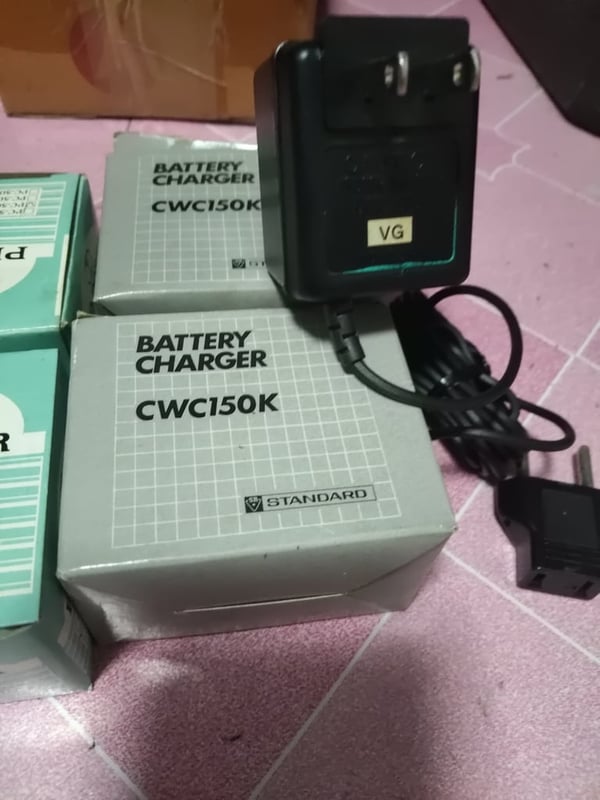 BATTERY
CHARGER
CWC150K
VG
BATTERY
CHARGER
CWC150K
STANDARD